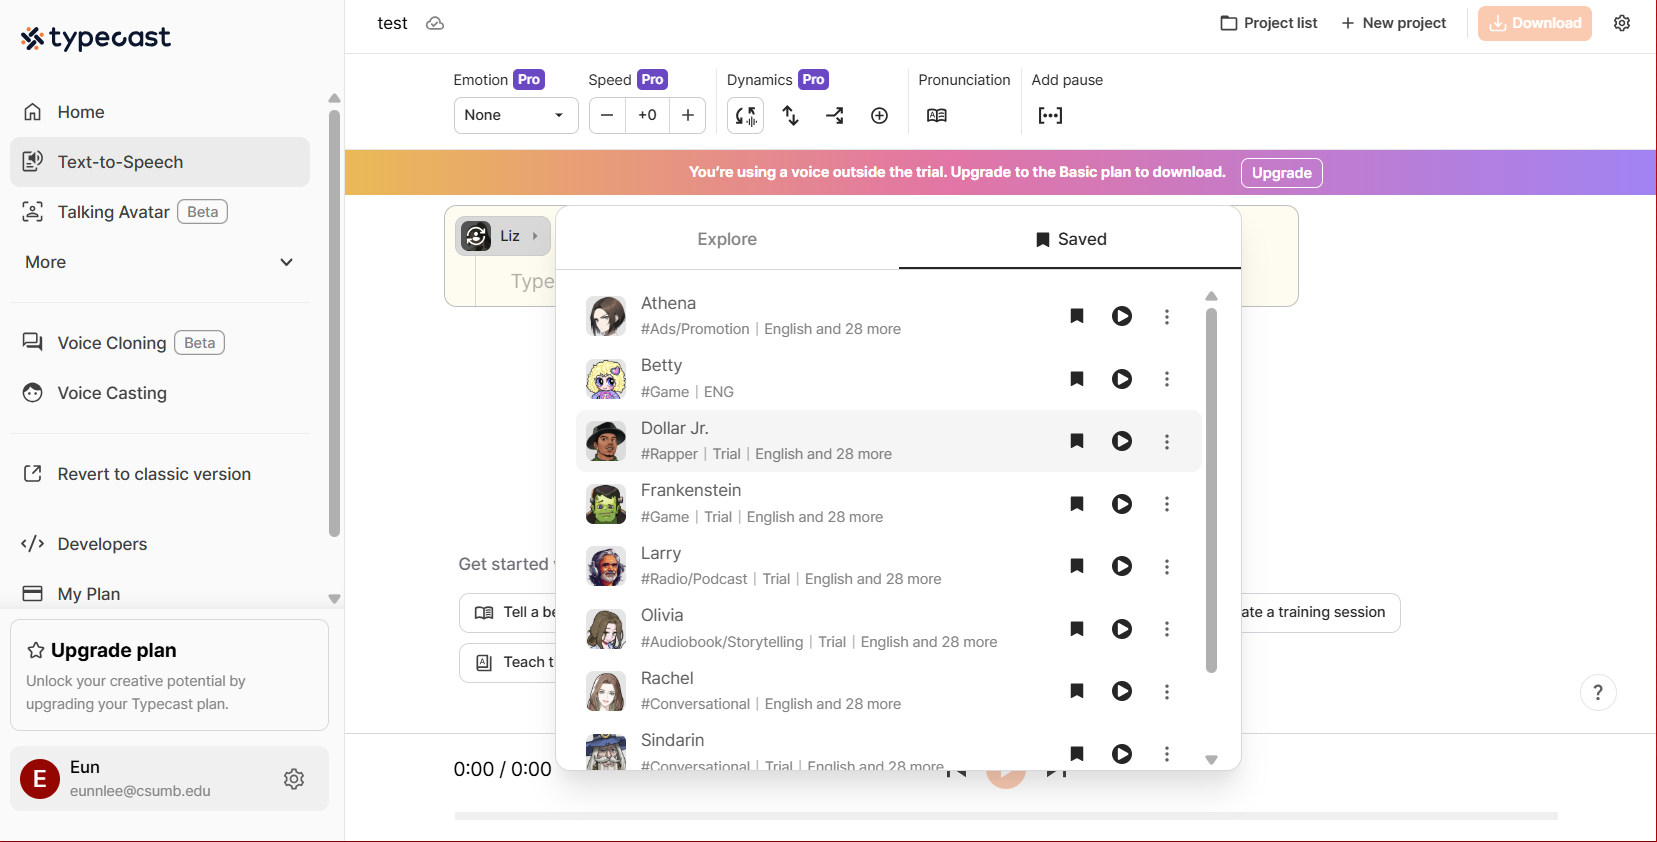 typecast
Home
Text-to-Speech
Talking Avatar Beta
More
Voice Cloning Beta
Voice Casting
Revert to classic version
Developers
My Plan
Upgrade plan
Unlock your creative potential by
upgrading your Typecast plan.
E
Eun
eunnlee@csumb.edu
test
Project list
New project
Download
Emotion Pro
Speed Pro
Dynamics Pro
Pronunciation
Add pause
None
+0
You're using a voice outside the trial. Upgrade to the Basic plan to download.
Upgrade
Liz
Type
Explore
Saved
Athena
#Ads/Promotion | English and 28 more
Betty
#Game | ENG
Dollar Jr.
#Rapper | Trial | English and 28 more
Frankenstein
#Game | Trial | English and 28 more
Larry
#Radio/Podcast | Trial | English and 28 more
Olivia
#Audiobook/Storytelling | Trial | English and 28 more
Rachel
#Conversational | English and 28 more
Sindarin
#Conversational | Trial | English and 28 more
Get started
Tell a be
ate a training session
Teach t
?
0:00 / 0:00